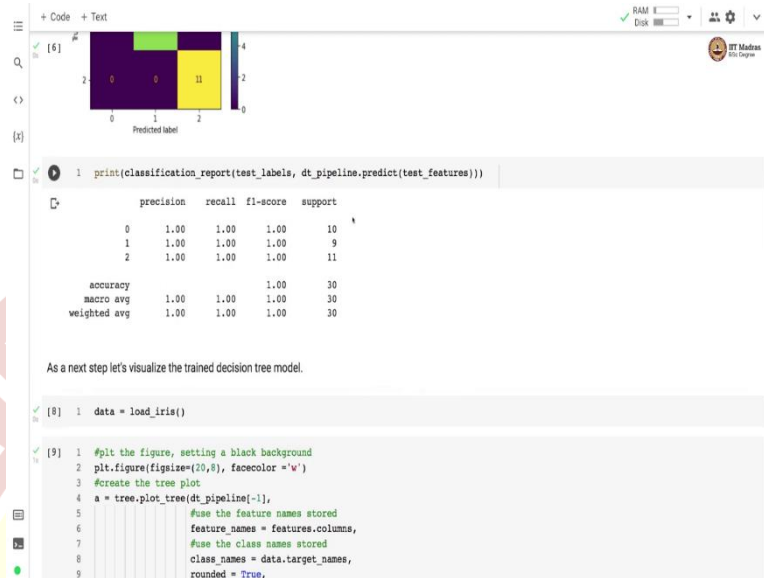 + Code + Text
RAM
Disk
[6]
4
IIT Madras
BSc Degree
2
0
0
11
2
0
0
1
2
Predicted label
{x}
1 print(classification_report(test_labels, dt_pipeline.predict(test_features)))
precision recall f1-score support
0 1.00 1.00 1.00 10
1 1.00 1.00 1.00 9
2 1.00 1.00 1.00 11
accuracy 1.00 30
macro avg 1.00 1.00 1.00 30
weighted avg 1.00 1.00 1.00 30
As a next step let's visualize the trained decision tree model.
[8] 1 data = load_iris()
[9] 1 #plt the figure, setting a black background
2 plt.figure(figsize=(20,8), facecolor ='w')
3 #create the tree plot
4 a = tree.plot_tree(dt_pipeline[-1],
5 #use the feature names stored
6 feature_names = features.columns,
7 #use the class names stored
8 class_names = data.target_names,
9 rounded = True,